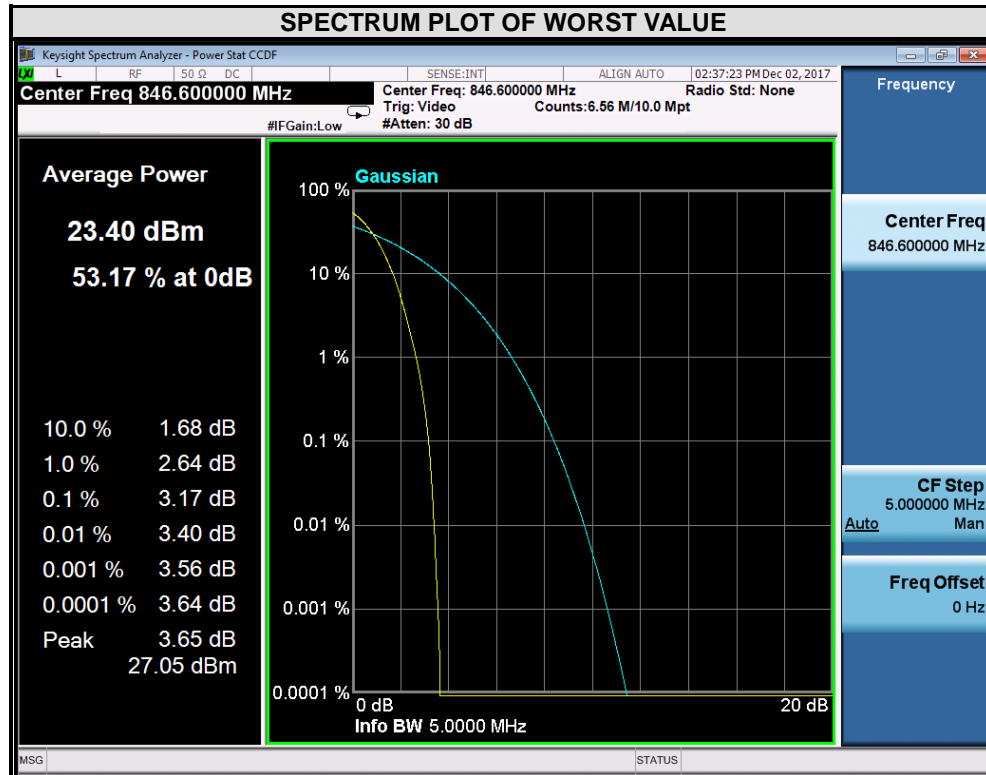 SPECTRUM PLOT OF WORST VALUE
Keysight Spectrum Analyzer - Power Stat CCDF
LXI L RF 50 Ω DC SENSE:INT ALIGN AUTO 02:37:23 PM Dec 02, 2017
Center Freq 846.600000 MHz
Center Freq: 846.600000 MHz Radio Std: None
Trig: Video Counts:6.56 M/10.0 Mpt
#IFGain:Low #Atten: 30 dB
Frequency
Average Power
23.40 dBm
53.17 % at 0dB
10.0 % 1.68 dB
1.0 % 2.64 dB
0.1 % 3.17 dB
0.01 % 3.40 dB
0.001 % 3.56 dB
0.0001 % 3.64 dB
Peak 3.65 dB
27.05 dBm
Gaussian
100 %
10 %
1 %
0.1 %
0.01 %
0.001 %
0.0001 %
0 dB 20 dB
Info BW 5.0000 MHz
Center Freq
846.600000 MHz
CF Step
5.000000 MHz
Auto Man
Freq Offset
0 Hz
MSG STATUS